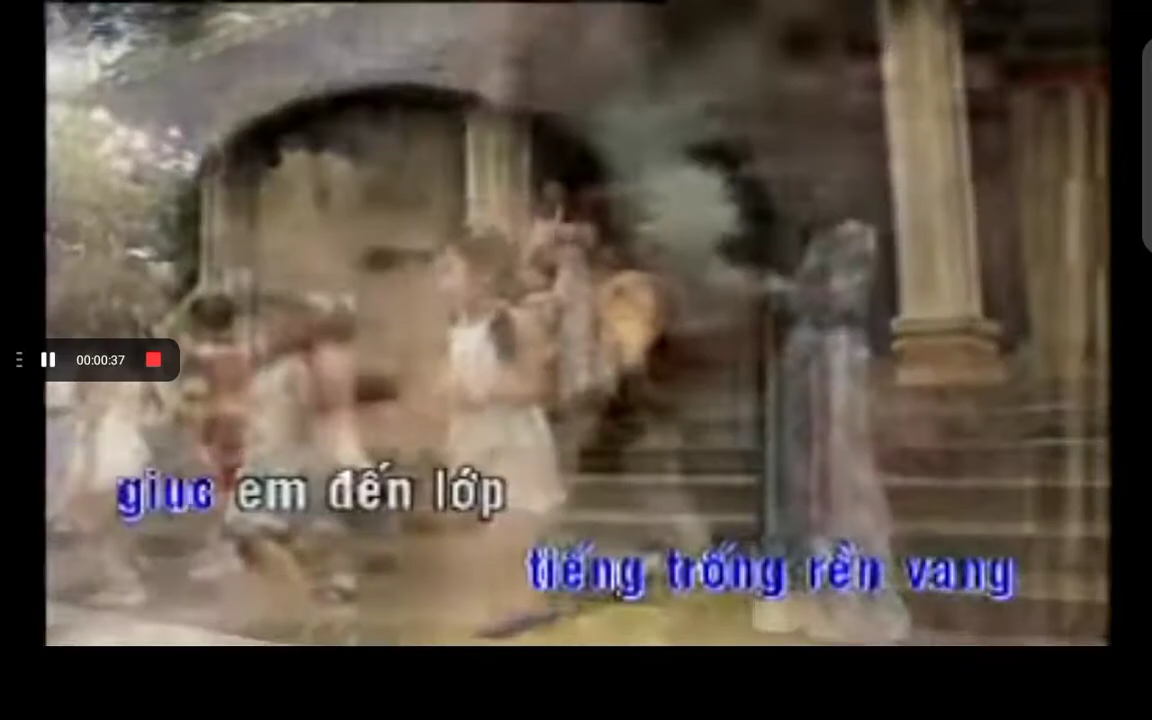 00:00:37
giục em đến lớp
tiếng trống rền vang